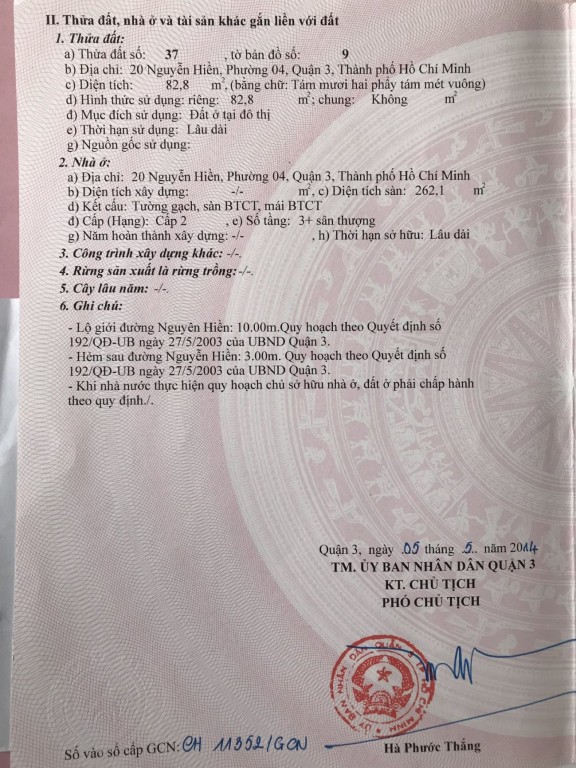 II. Thửa đất, nhà ở và tài sản khác gắn liền với đất
1. Thửa đất:
a) Thửa đất số: 37 , tờ bản đồ số: 9
b) Địa chỉ: 20 Nguyễn Hiền, Phường 04, Quận 3, Thành phố Hồ Chí Minh
c) Diện tích: 82,8 m², (bằng chữ: Tám mươi hai phẩy tám mét vuông)
d) Hình thức sử dụng: riêng: 82,8 m²; chung: Không m²
đ) Mục đích sử dụng: Đất ở tại đô thị
e) Thời hạn sử dụng: Lâu dài
g) Nguồn gốc sử dụng:
2. Nhà ở:
a) Địa chỉ: 20 Nguyễn Hiền, Phường 04, Quận 3, Thành phố Hồ Chí Minh
b) Diện tích xây dựng: -/- m², c) Diện tích sàn: 262,1 m²
d) Kết cấu: Tường gạch, sàn BTCT, mái BTCT
đ) Cấp (Hạng): Cấp 2 , e) Số tầng: 3+ sân thượng
g) Năm hoàn thành xây dựng: -/- , h) Thời hạn sở hữu: Lâu dài
3. Công trình xây dựng khác: -/-.
4. Rừng sản xuất là rừng trồng: -/-.
5. Cây lâu năm: -/-.
6. Ghi chú:
- Lộ giới đường Nguyên Hiền: 10.00m.Quy hoạch theo Quyết định số
192/QĐ-UB ngày 27/5/2003 của UBND Quận 3.
- Hẻm sau đường Nguyễn Hiền: 3.00m. Quy hoạch theo Quyết định số
192/QĐ-UB ngày 27/5/2003 của UBND Quận 3.
- Khi nhà nước thực hiện quy hoạch chủ sở hữu nhà ở, đất ở phải chấp hành
theo quy định./.
Quận 3, ngày 05 tháng 5.. năm 2014
TM. ỦY BAN NHÂN DÂN QUẬN 3
KT. CHỦ TỊCH
PHÓ CHỦ TỊCH
ỦY BAN NHÂN DÂN QUẬN 3 TP HỒ CHÍ MINH
Số vào sổ cấp GCN: CH 11352/GCN
Hà Phước Thắng